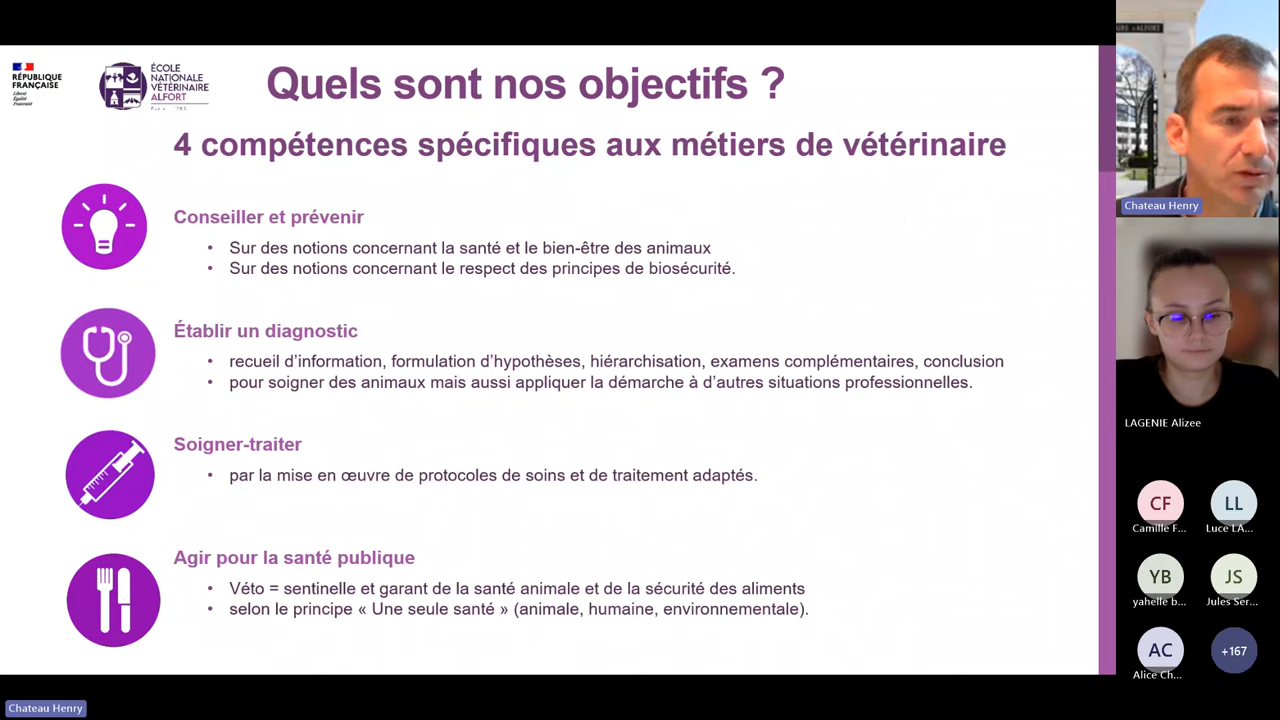 RÉPUBLIQUE
FRANÇAISE
Liberté
Égalité
Fraternité
ÉCOLE
NATIONALE
VÉTÉRINAIRE
ALFORT
Quels sont nos objectifs ?
4 compétences spécifiques aux métiers de vétérinaire
Conseiller et prévenir
• Sur des notions concernant la santé et le bien-être des animaux
• Sur des notions concernant le respect des principes de biosécurité.
Établir un diagnostic
• recueil d’information, formulation d’hypothèses, hiérarchisation, examens complémentaires, conclusion
• pour soigner des animaux mais aussi appliquer la démarche à d’autres situations professionnelles.
Soigner-traiter
• par la mise en œuvre de protocoles de soins et de traitement adaptés.
Agir pour la santé publique
• Véto = sentinelle et garant de la santé animale et de la sécurité des aliments
• selon le principe « Une seule santé » (animale, humaine, environnementale).
Chateau Henry
LAGENIE Alizee
CF
Camille F...
LL
Luce LA...
YB
yahelle b...
JS
Jules Ser...
AC
Alice Ch...
+167
Chateau Henry